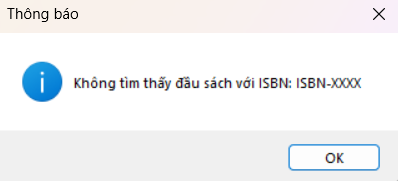 Thông báo
Không tìm thấy đầu sách với ISBN: ISBN-XXXX
OK